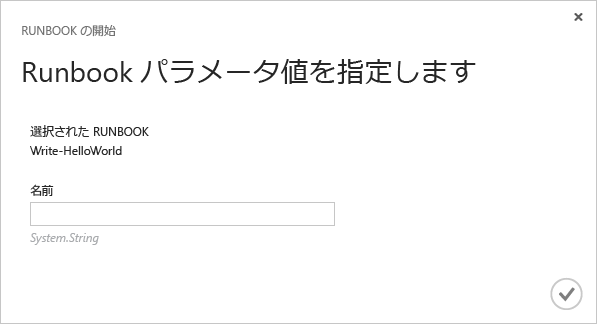 RUNBOOK の開始
Runbook パラメータ値を指定します
選択された RUNBOOK
Write-HelloWorld
名前
System.String